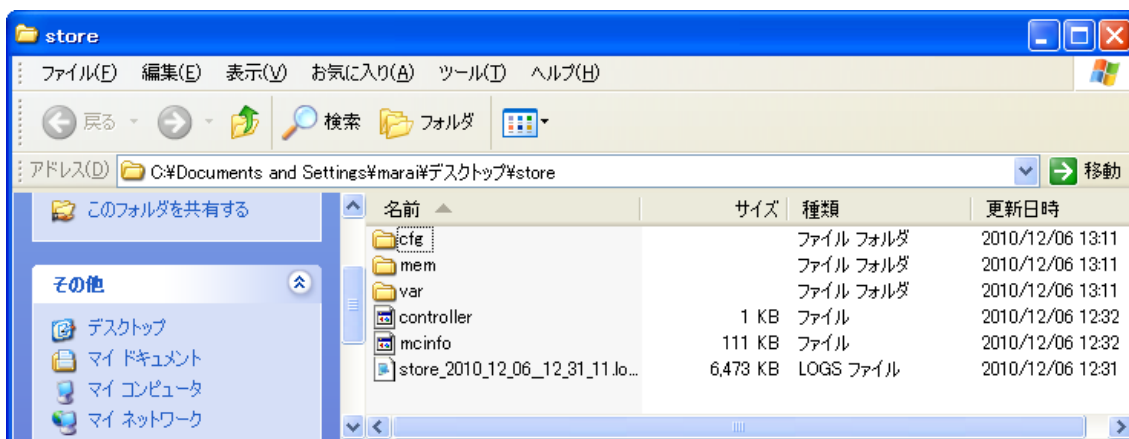 store
ファイル(F) 編集(E) 表示(V) お気に入り(A) ツール(T) ヘルプ(H)
戻る 検索 フォルダ
アドレス(D) C:¥Documents and Settings¥marai¥デスクトップ¥store 移動
このフォルダを共有する
その他
デスクトップ
マイ ドキュメント
マイ コンピュータ
マイ ネットワーク
名前 サイズ 種類 更新日時
cfg ファイル フォルダ 2010/12/06 13:11
mem ファイル フォルダ 2010/12/06 13:11
var ファイル フォルダ 2010/12/06 13:11
controller 1 KB ファイル 2010/12/06 12:32
mcinfo 111 KB ファイル 2010/12/06 12:32
store_2010_12_06__12_31_11.lo... 6,473 KB LOGS ファイル 2010/12/06 12:31